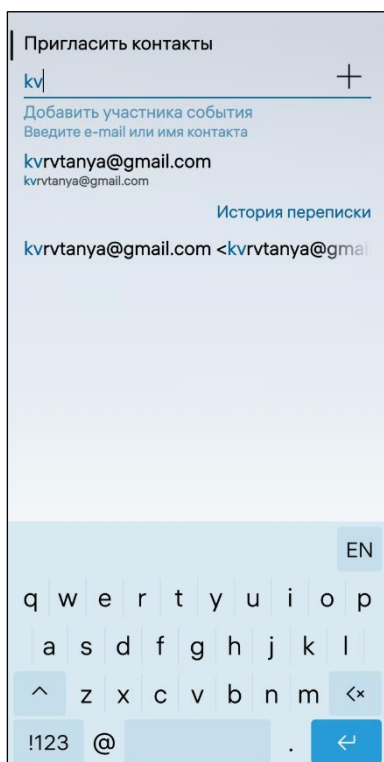 Пригласить контакты
kv
Добавить участника события
Введите e-mail или имя контакта
kvrvtanya@gmail.com
kvrvtanya@gmail.com
История переписки
kvrvtanya@gmail.com <kvrvtanya@gmai
EN
q w e r t y u i o p
a s d f g h j k l
z x c v b n m
!123 @ .